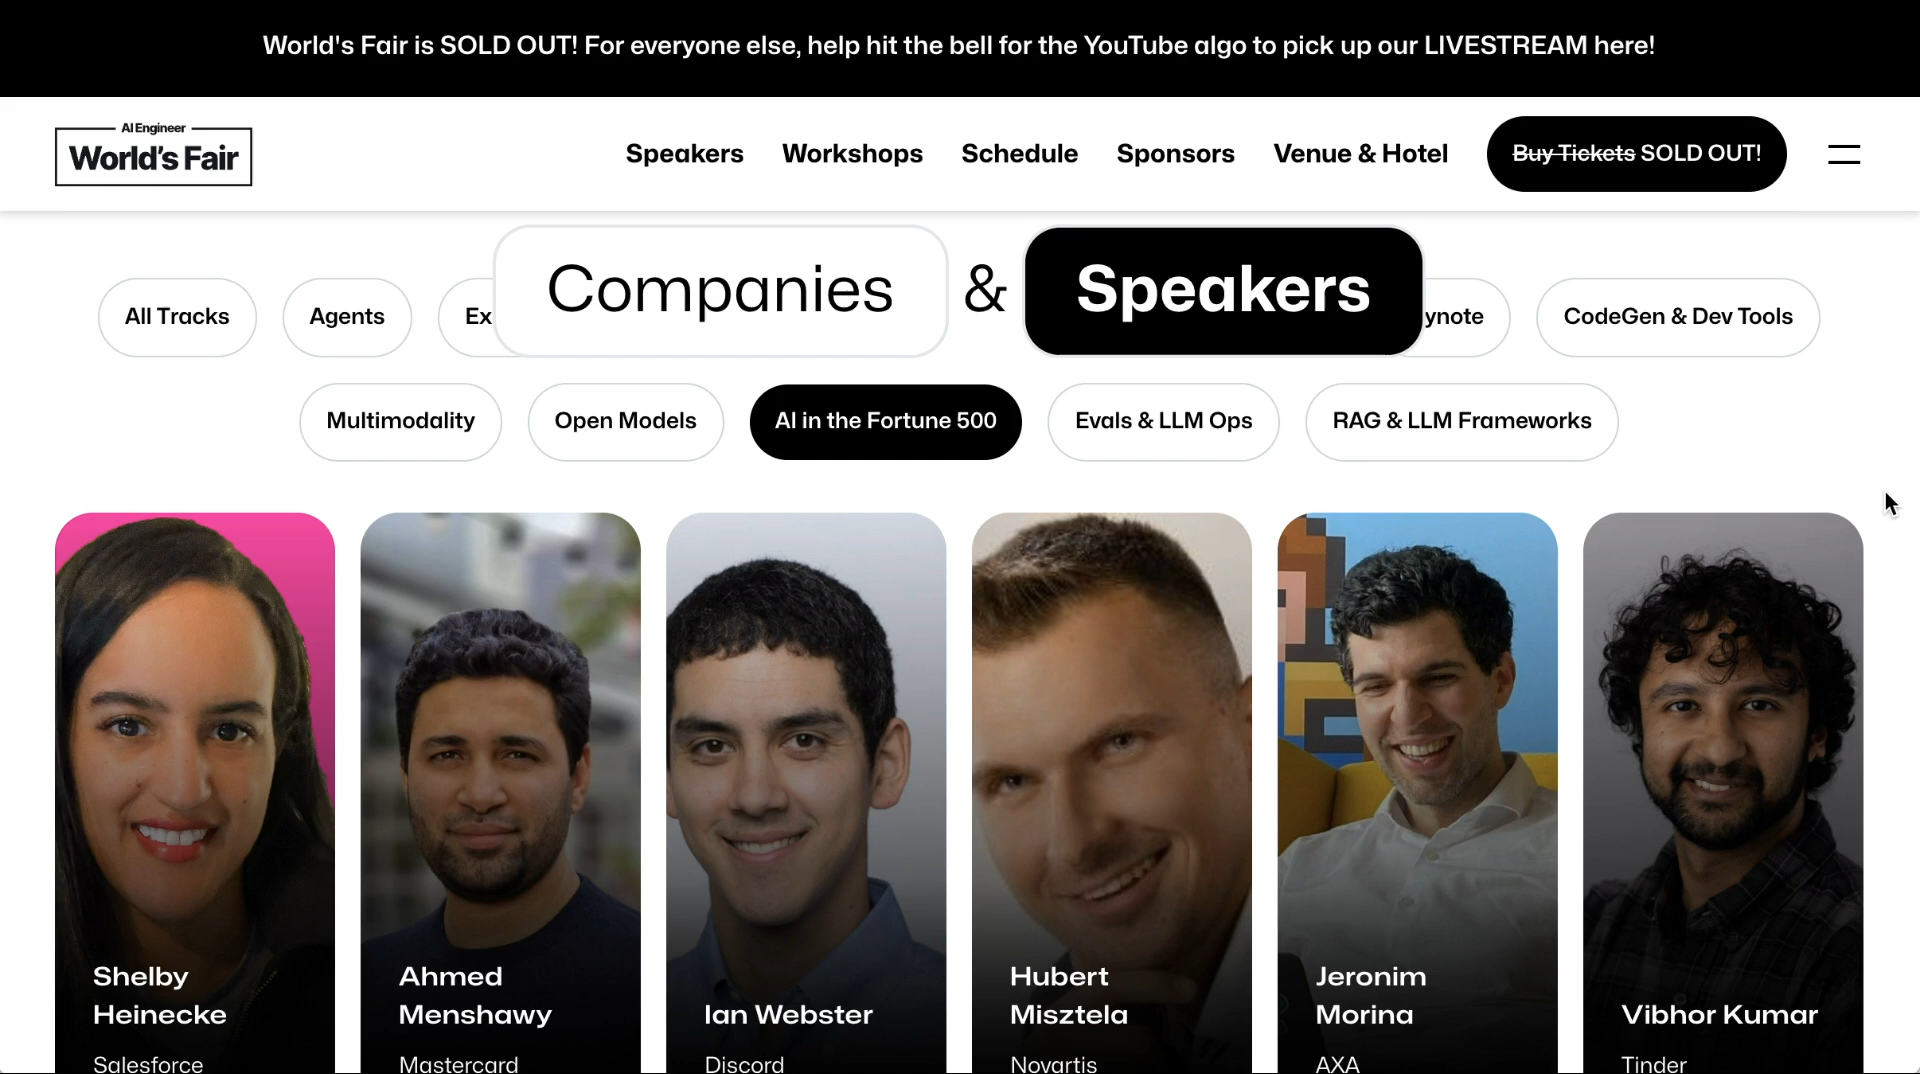 World's Fair is SOLD OUT! For everyone else, help hit the bell for the YouTube algo to pick up our LIVESTREAM here!
AI Engineer
World's Fair
Speakers Workshops Schedule Sponsors Venue & Hotel Buy Tickets SOLD OUT!
Companies & Speakers
All Tracks Agents Ex ynote CodeGen & Dev Tools
Multimodality Open Models AI in the Fortune 500 Evals & LLM Ops RAG & LLM Frameworks
Shelby
Heinecke
Salesforce
Ahmed
Menshawy
Mastercard
Ian Webster
Discord
Hubert
Misztela
Novartis
Jeronim
Morina
AXA
Vibhor Kumar
Tinder